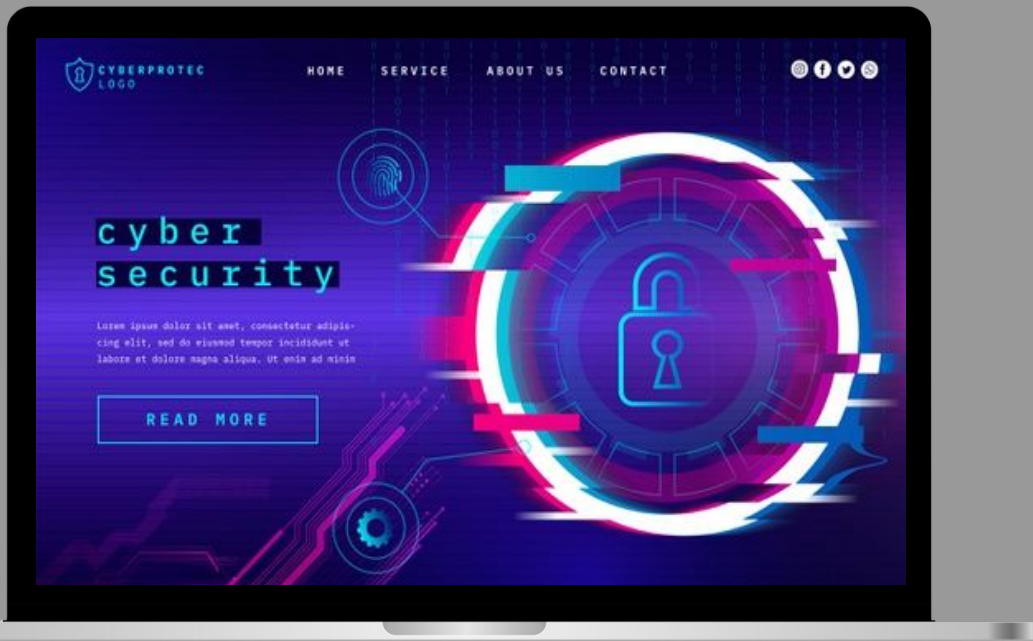 CYBERPROTEC
LOGO
HOME SERVICE ABOUT US CONTACT
cyber
security
Lorem ipsum dolor sit amet, consectetur adipis-
cing elit, sed do eiusmod tempor incididunt ut
labore et dolore magna aliqua. Ut enim ad minim
READ MORE